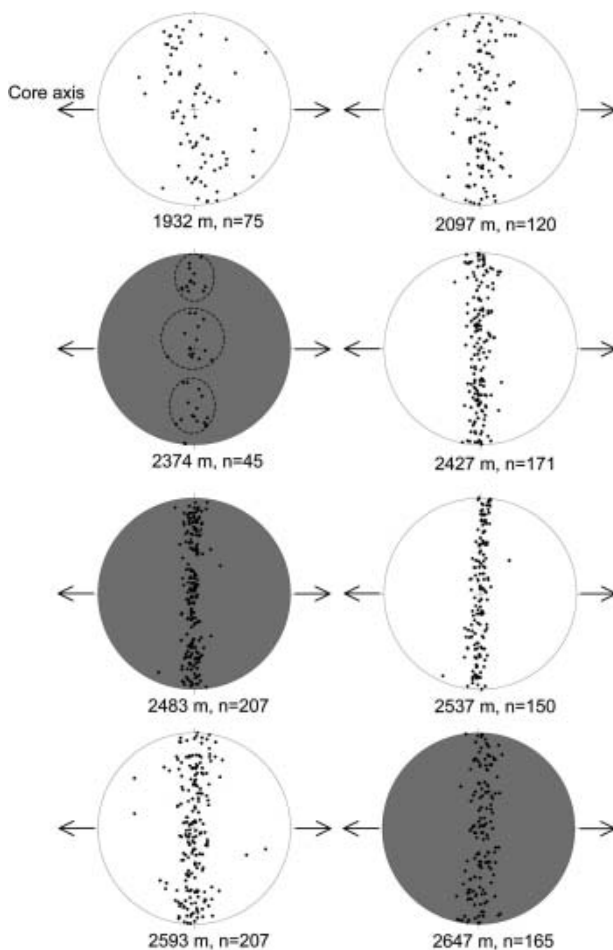 Core axis
1932 m, n=75
2097 m, n=120
2374 m, n=45
2427 m, n=171
2483 m, n=207
2537 m, n=150
2593 m, n=207
2647 m, n=165